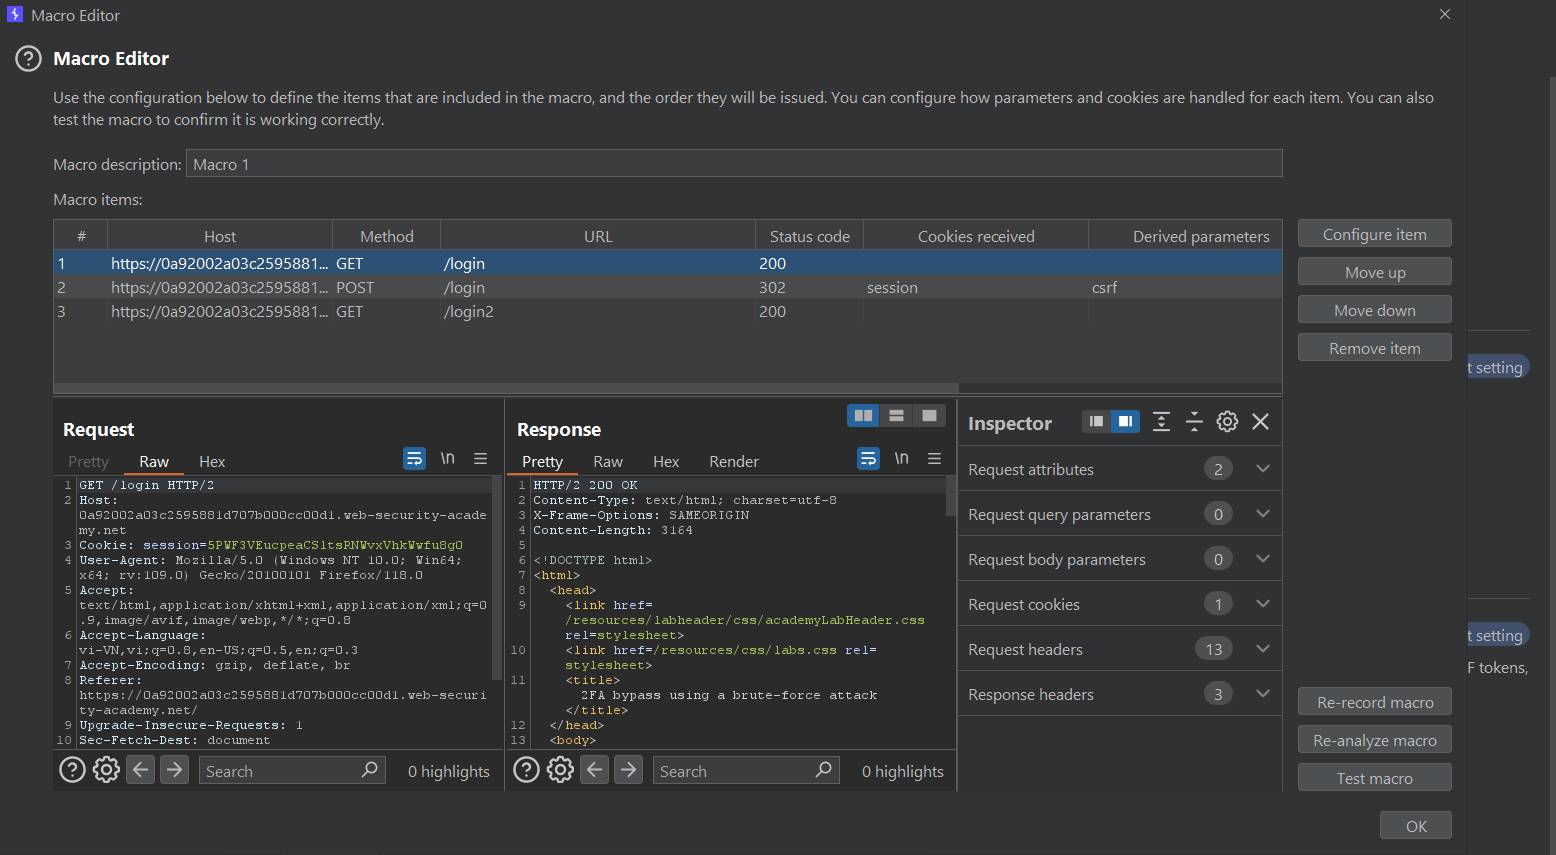 Macro Editor
Macro Editor
Use the configuration below to define the items that are included in the macro, and the order they will be issued. You can configure how parameters and cookies are handled for each item. You can also
test the macro to confirm it is working correctly.
Macro description: Macro 1
Macro items:
# Host Method URL Status code Cookies received Derived parameters
1 https://0a92002a03c2595881... GET /login 200
2 https://0a92002a03c2595881... POST /login 302 session csrf
3 https://0a92002a03c2595881... GET /login2 200
Configure item
Move up
Move down
Remove item
t setting
Request
Pretty Raw Hex \n
1 GET /login HTTP/2
2 Host:
0a92002a03c2595881d707b000cc00d1.web-security-acade
my.net
3 Cookie: session=5PWF3VEucpeaCSltsRNWvxVhkWwfu8gO
4 User-Agent: Mozilla/5.0 (Windows NT 10.0; Win64;
x64; rv:109.0) Gecko/20100101 Firefox/118.0
5 Accept:
text/html,application/xhtml+xml,application/xml;q=0
.9,image/avif,image/webp,*/*;q=0.8
6 Accept-Language:
vi-VN,vi;q=0.8,en-US;q=0.5,en;q=0.3
7 Accept-Encoding: gzip, deflate, br
8 Referer:
https://0a92002a03c2595881d707b000cc00d1.web-securi
ty-academy.net/
9 Upgrade-Insecure-Requests: 1
10 Sec-Fetch-Dest: document
Search 0 highlights
Response
Pretty Raw Hex Render \n
1 HTTP/2 200 OK
2 Content-Type: text/html; charset=utf-8
3 X-Frame-Options: SAMEORIGIN
4 Content-Length: 3164
5
6 <!DOCTYPE html>
7 <html>
8 <head>
9 <link href=
/resources/labheader/css/academyLabHeader.css
rel=stylesheet>
10 <link href=/resources/css/labs.css rel=
stylesheet>
11 <title>
2FA bypass using a brute-force attack
</title>
12 </head>
13 <body>
Search 0 highlights
Inspector
Request attributes 2
Request query parameters 0
Request body parameters 0
Request cookies 1
Request headers 13
Response headers 3
t setting
F tokens,
Re-record macro
Re-analyze macro
Test macro
OK